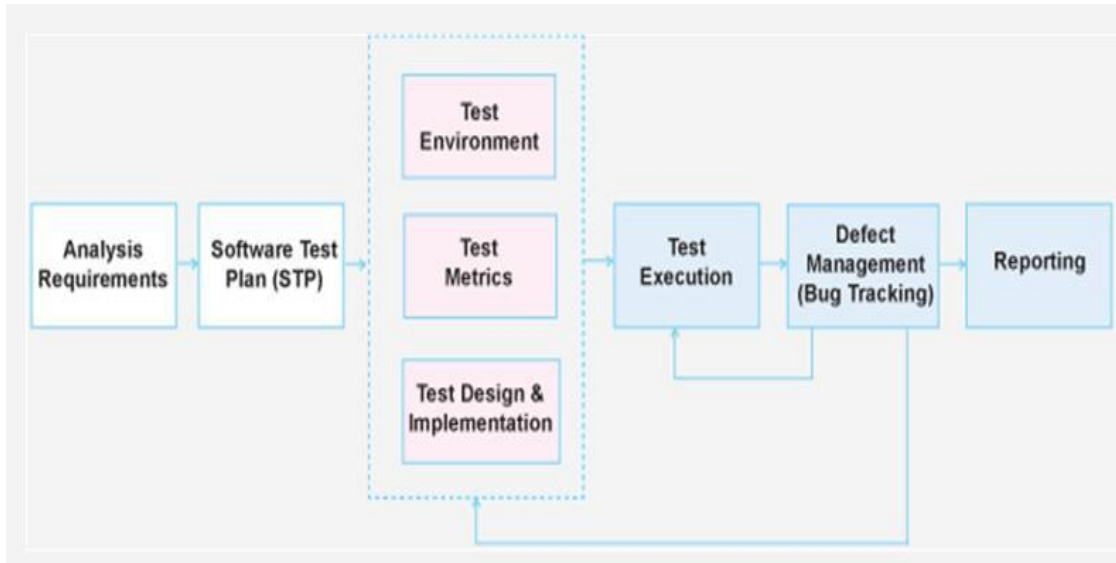 Analysis
Requirements
Software Test
Plan (STP)
Test
Environment
Test
Metrics
Test Design &
Implementation
Test
Execution
Defect
Management
(Bug Tracking)
Reporting